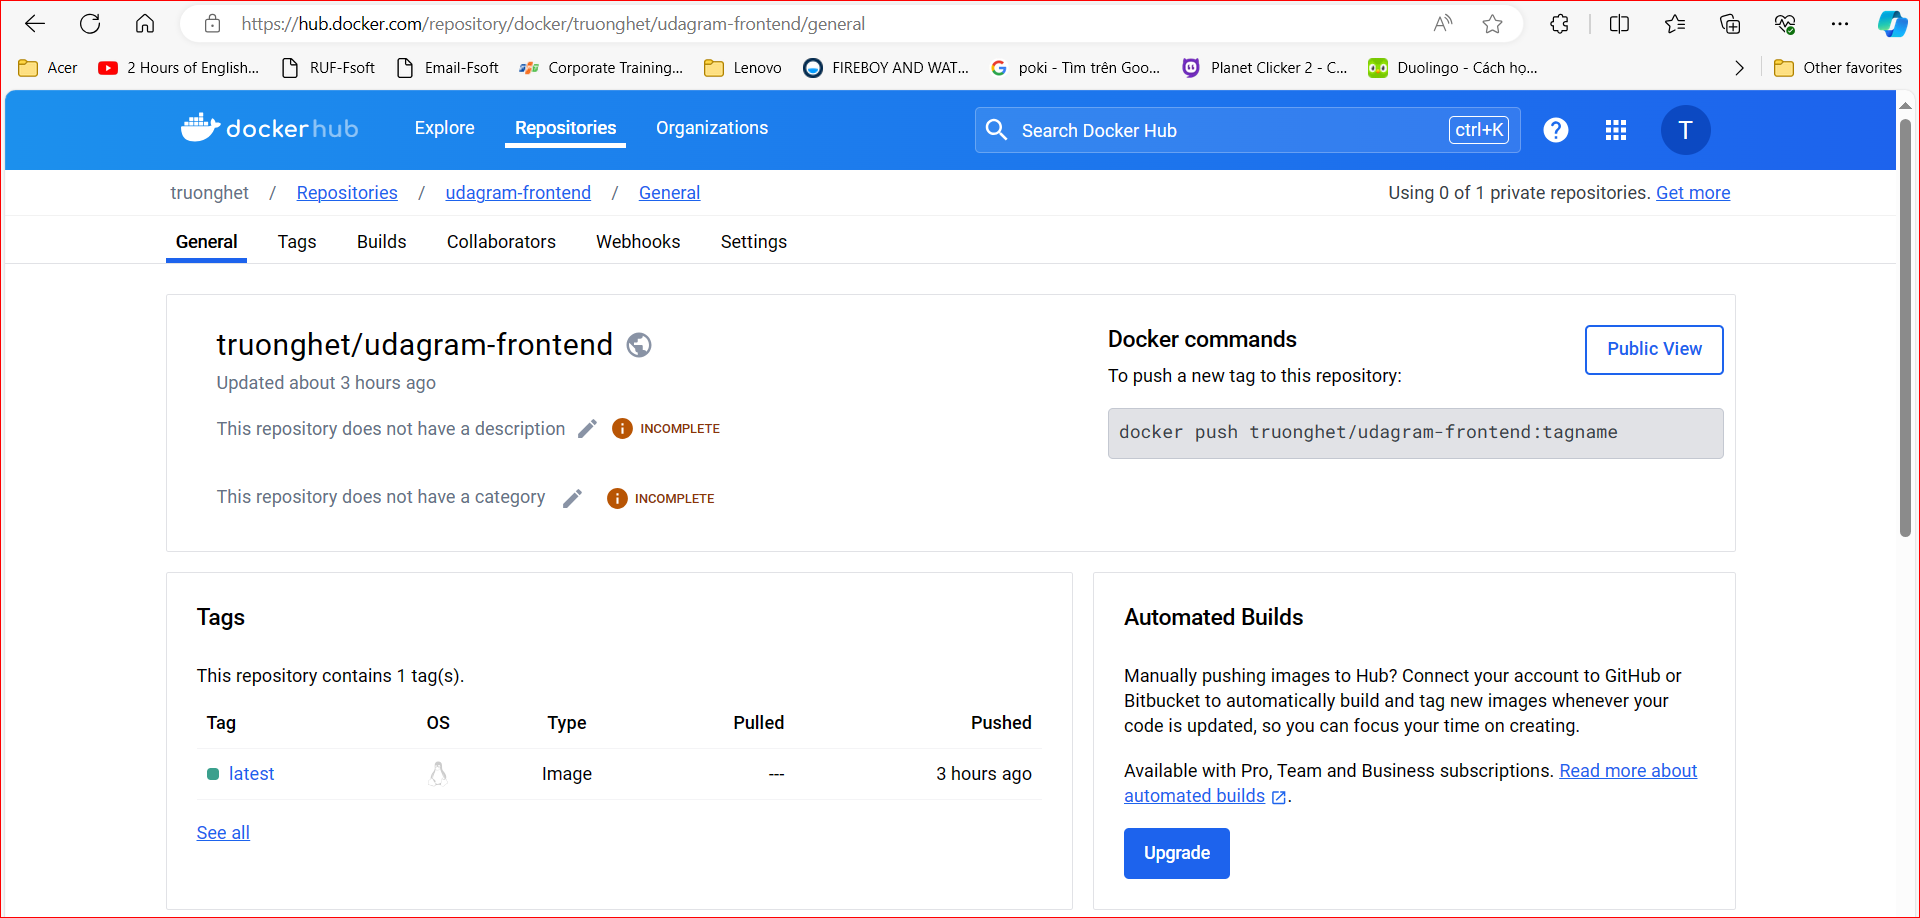 https://hub.docker.com/repository/docker/truonghet/udagram-frontend/general
Acer
2 Hours of English...
RUF-Fsoft
Email-Fsoft
Corporate Training...
Lenovo
FIREBOY AND WAT...
poki - Tìm trên Goo...
Planet Clicker 2 - C...
Duolingo - Cách họ...
Other favorites
docker hub
Explore
Repositories
Organizations
Search Docker Hub
ctrl+K
?
T
truonghet / Repositories / udagram-frontend / General
Using 0 of 1 private repositories. Get more
General
Tags
Builds
Collaborators
Webhooks
Settings
truonghet/udagram-frontend
Updated about 3 hours ago
This repository does not have a description
INCOMPLETE
This repository does not have a category
INCOMPLETE
Docker commands
Public View
To push a new tag to this repository:
docker push truonghet/udagram-frontend:tagname
Tags
This repository contains 1 tag(s).
Tag OS Type Pulled Pushed
latest Image --- 3 hours ago
See all
Automated Builds
Manually pushing images to Hub? Connect your account to GitHub or
Bitbucket to automatically build and tag new images whenever your
code is updated, so you can focus your time on creating.
Available with Pro, Team and Business subscriptions. Read more about
automated builds.
Upgrade